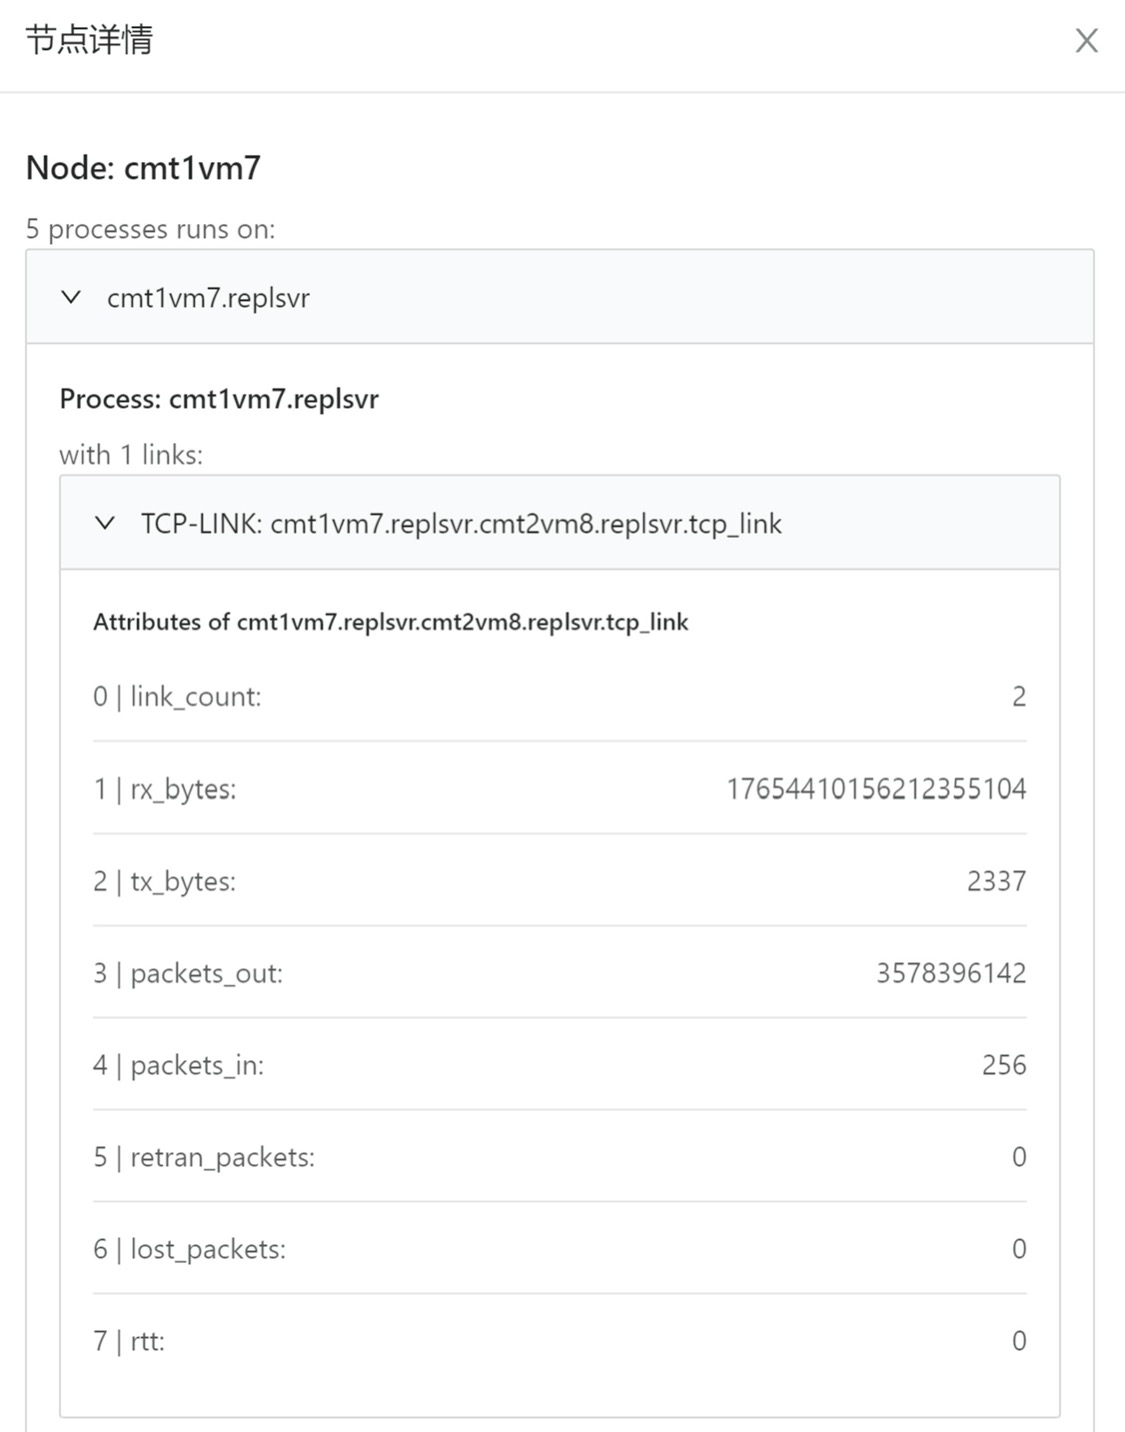 节点详情
Node: cmt1vm7
5 processes runs on:
cmt1vm7.replsvr
Process: cmt1vm7.replsvr
with 1 links:
TCP-LINK: cmt1vm7.replsvr.cmt2vm8.replsvr.tcp_link
Attributes of cmt1vm7.replsvr.cmt2vm8.replsvr.tcp_link
0 | link_count: 2
1 | rx_bytes: 17654410156212355104
2 | tx_bytes: 2337
3 | packets_out: 3578396142
4 | packets_in: 256
5 | retran_packets: 0
6 | lost_packets: 0
7 | rtt: 0